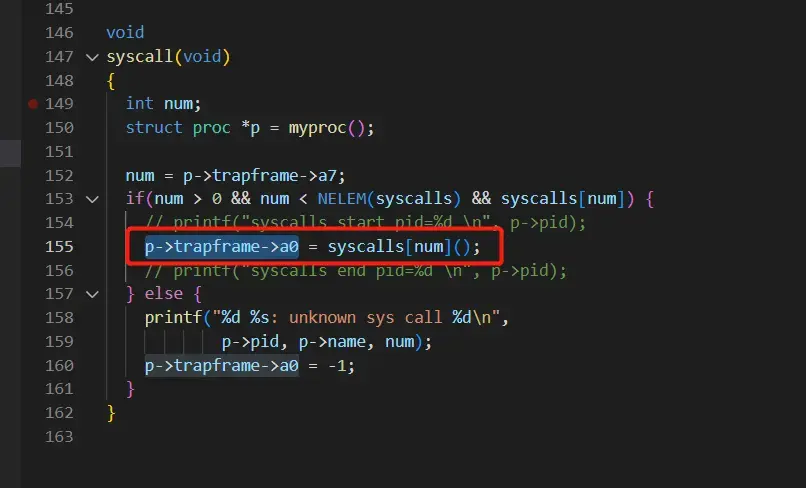 145
146 void
147 syscall(void)
148 {
149 int num;
150 struct proc *p = myproc();
151
152 num = p->trapframe->a7;
153 if(num > 0 && num < NELEM(syscalls) && syscalls[num]) {
154 // printf("syscalls start pid=%d \n", p->pid);
155 p->trapframe->a0 = syscalls[num]();
156 // printf("syscalls end pid=%d \n", p->pid);
157 } else {
158 printf("%d %s: unknown sys call %d\n",
159 p->pid, p->name, num);
160 p->trapframe->a0 = -1;
161 }
162 }
163